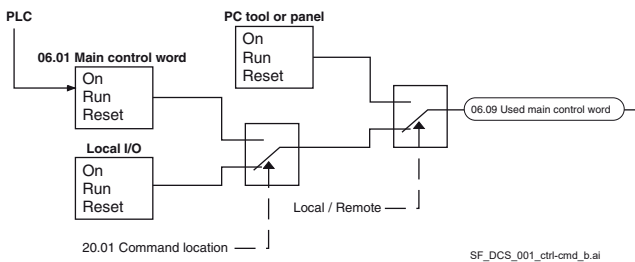 PLC
PC tool or panel
On
Run
Reset
06.01 Main control word
On
Run
Reset
06.09 Used main control word
Local I/O
On
Run
Reset
Local / Remote
20.01 Command location
SF_DCS_001_ctrl-cmd_b.ai